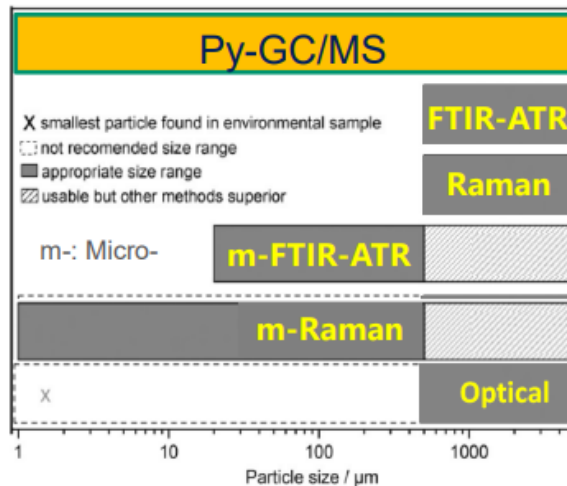 Py-GC/MS
X smallest particle found in environmental sample
not recomended size range
appropriate size range
usable but other methods superior
FTIR-ATR
Raman
m-: Micro-
m-FTIR-ATR
m-Raman
x
Optical
1 10 100 1000
Particle size / µm